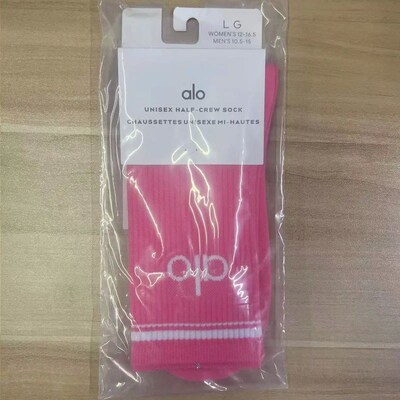 L G
WOMEN'S 12-16.5
MEN'S 10.5-15
alo
UNISEX HALF-CREW SOCK
CHAUSSETTES UNISEXE MI-HAUTES
alo